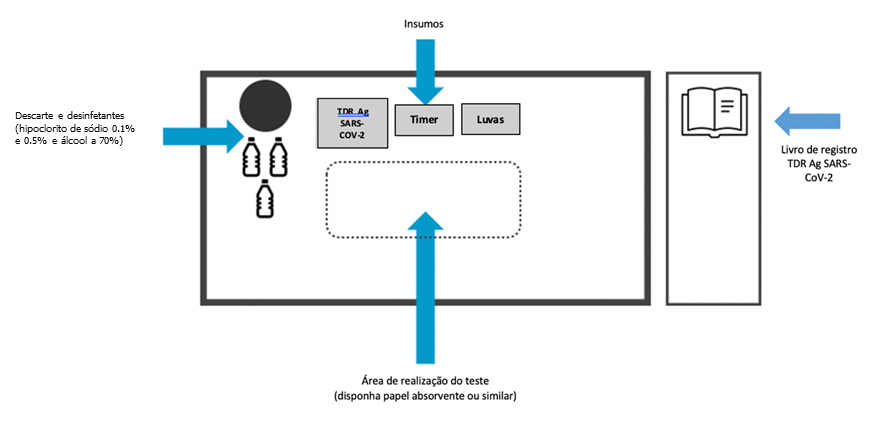 Insumos
Descarte e desinfetantes
(hipoclorito de sódio 0.1%
e 0.5% e álcool a 70%)
TDR Ag
SARS-
COV-2
Timer
Luvas
Livro de registro
TDR Ag SARS-
CoV-2
Área de realização do teste
(disponha papel absorvente ou similar)